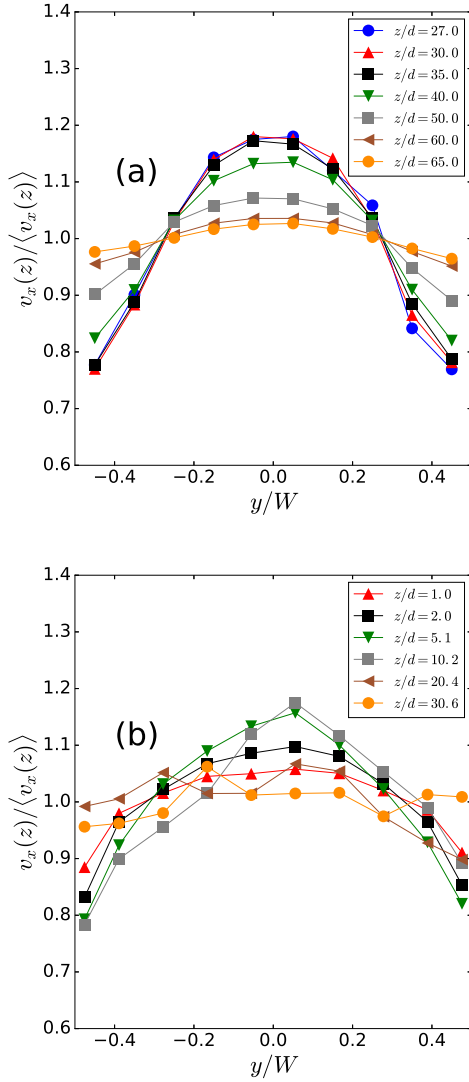 1.4
1.3
1.2
1.1
1.0
0.9
0.8
0.7
0.6
v_x(z)/⟨v_x(z)⟩
(a)
z/d=27.0
z/d=30.0
z/d=35.0
z/d=40.0
z/d=50.0
z/d=60.0
z/d=65.0
−0.4 −0.2 0.0 0.2 0.4
y/W
1.4
1.3
1.2
1.1
1.0
0.9
0.8
0.7
0.6
v_x(z)/⟨v_x(z)⟩
(b)
z/d=1.0
z/d=2.0
z/d=5.1
z/d=10.2
z/d=20.4
z/d=30.6
−0.4 −0.2 0.0 0.2 0.4
y/W